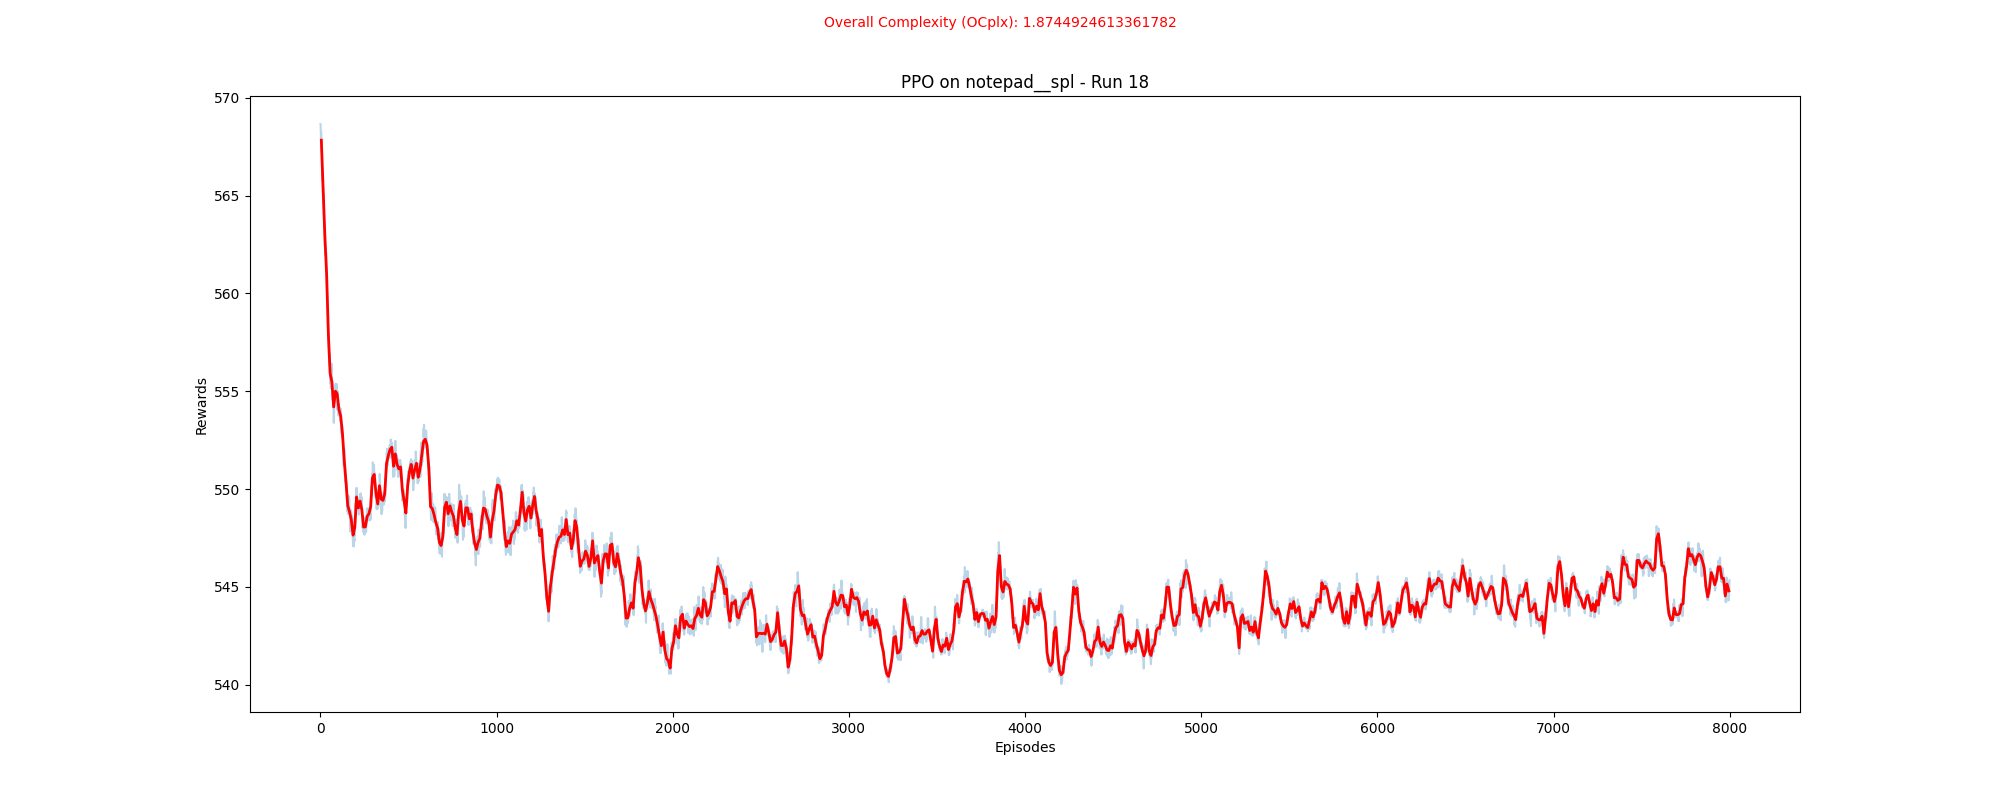 Overall Complexity (OCplx): 1.8744924613361782
PPO on notepad__spl - Run 18
570
565
560
555
550
545
540
Rewards
0 1000 2000 3000 4000 5000 6000 7000 8000
Episodes